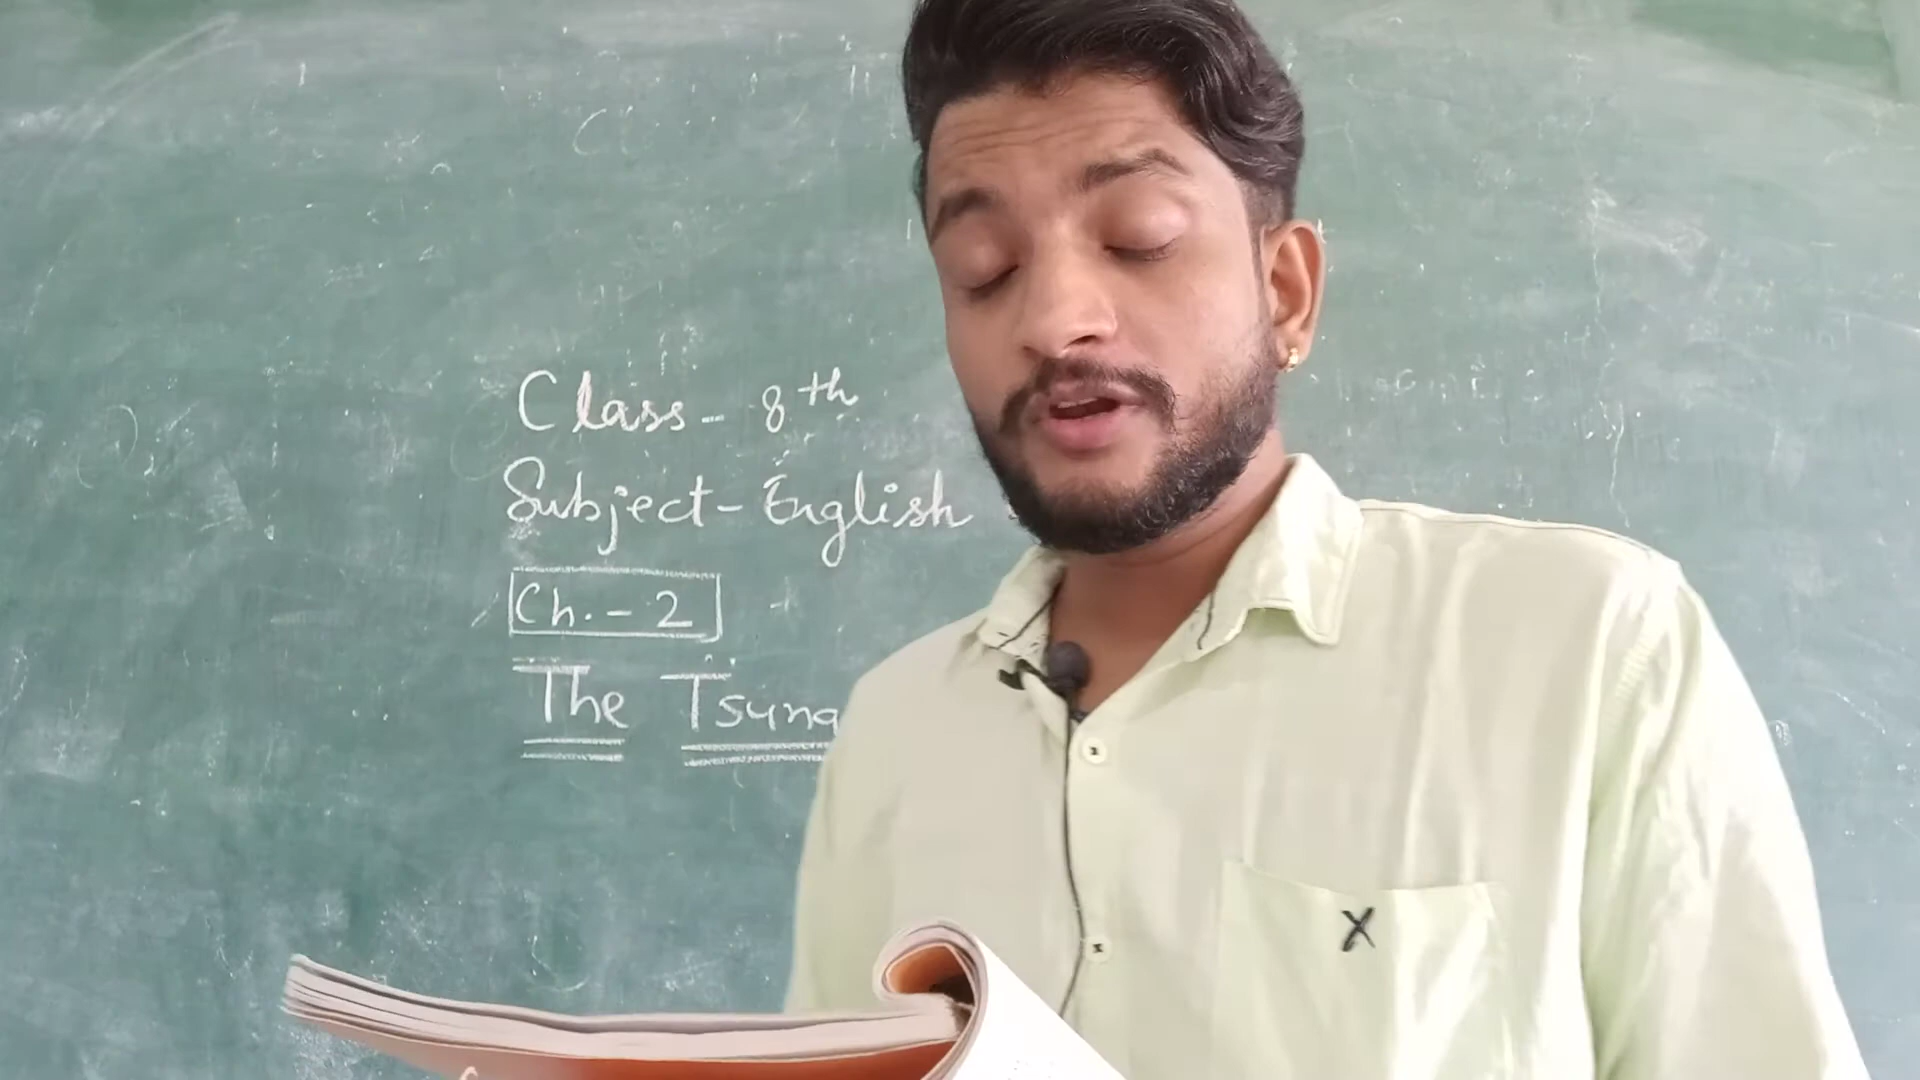 Class - 8th
Subject - English
Ch. - 2
The Tsuna
X